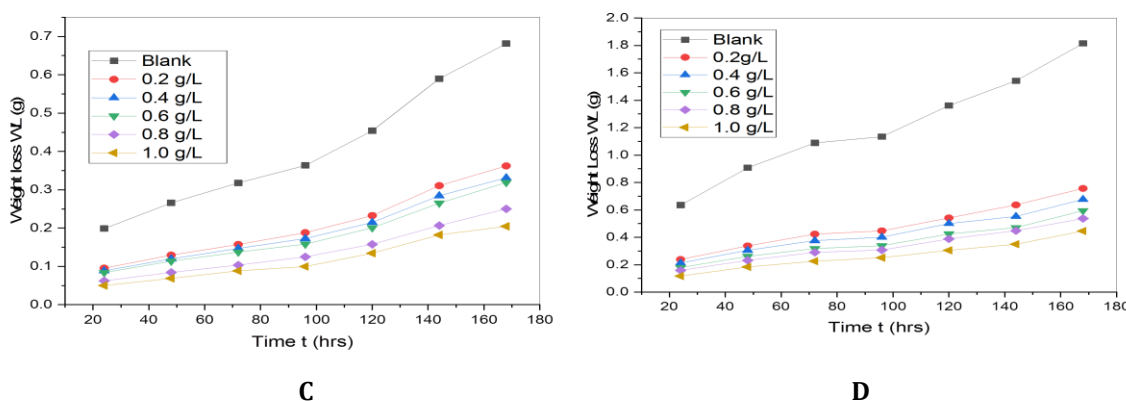 0.7
0.6
0.5
0.4
0.3
0.2
0.1
0.0
Weight loss WL (g)
Blank
0.2 g/L
0.4 g/L
0.6 g/L
0.8 g/L
1.0 g/L
20 40 60 80 100 120 140 160 180
Time t (hrs)
C
2.0
1.8
1.6
1.4
1.2
1.0
0.8
0.6
0.4
0.2
0.0
Weight Loss WL (g)
Blank
0.2g/L
0.4 g/L
0.6 g/L
0.8 g/L
1.0 g/L
20 40 60 80 100 120 140 160 180
Time t (hrs)
D